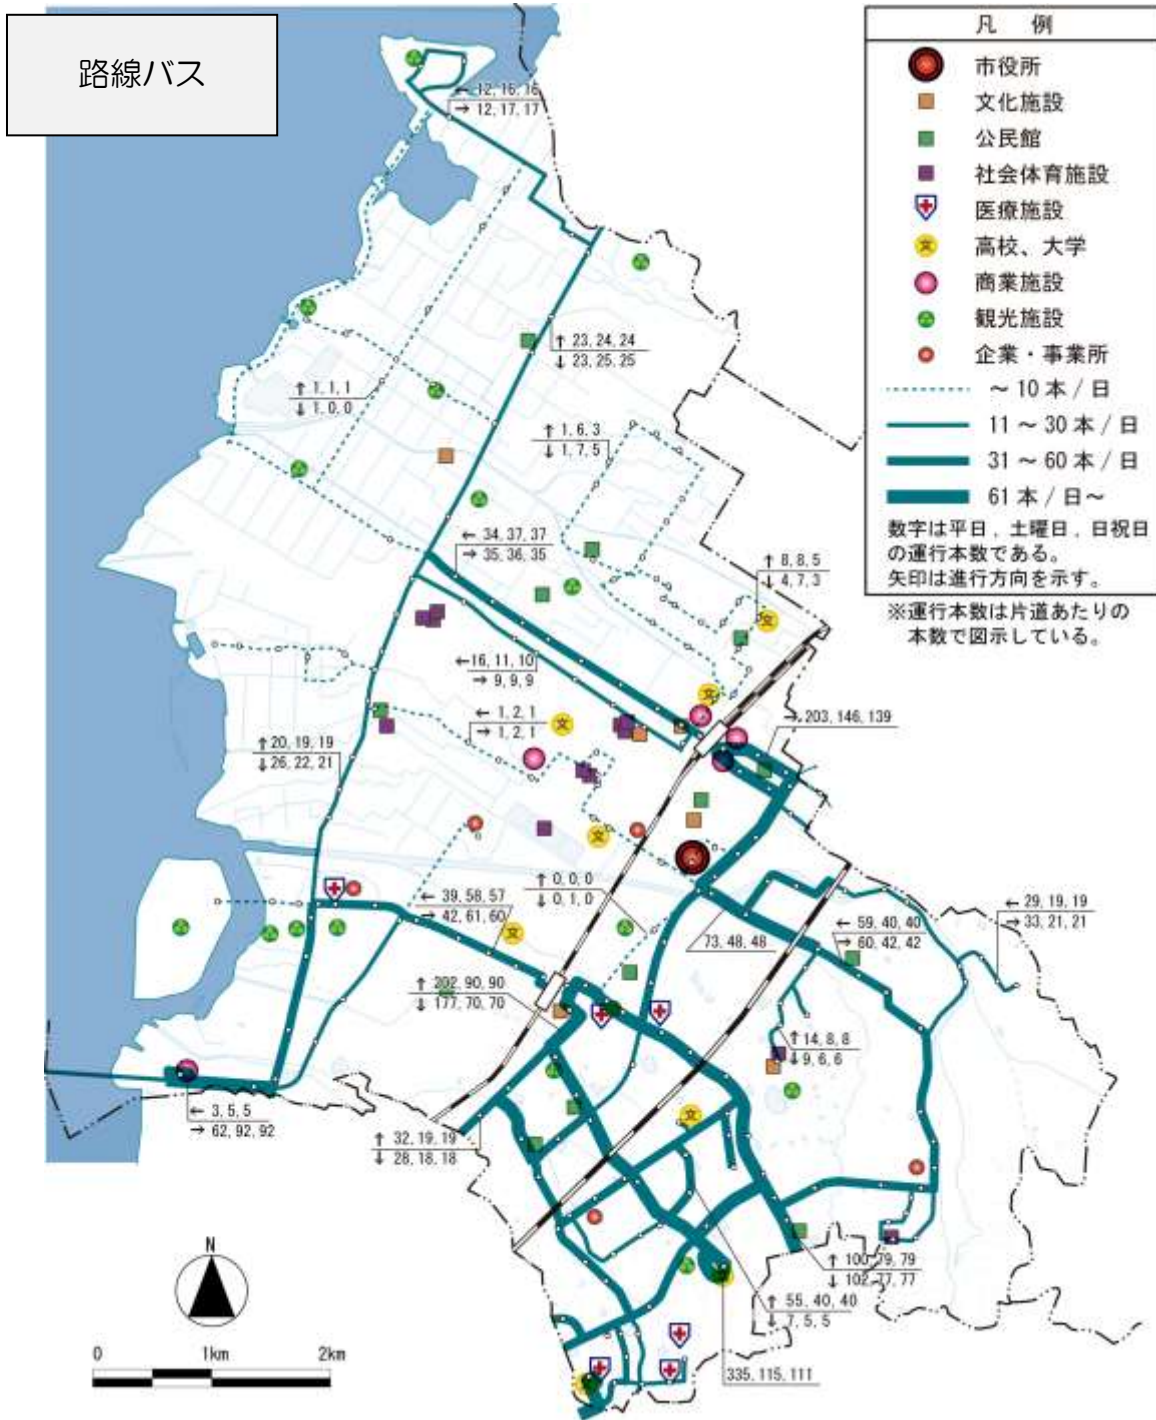 路線バス
凡 例
市役所
文化施設
公民館
社会体育施設
医療施設
高校、大学
商業施設
観光施設
企業・事業所
～10本/日
11～30本/日
31～60本/日
61本/日～
数字は平日，土曜日，日祝日
の運行本数である。
矢印は進行方向を示す。
※運行本数は片道あたりの
本数で図示している。
← 12, 16, 16
→ 12, 17, 17
↑ 23, 24, 24
↓ 23, 25, 25
↑ 1, 1, 1
↓ 1, 0, 0
↑ 1, 6, 3
↓ 1, 7, 5
← 34, 37, 37
→ 35, 36, 35
↑ 8, 8, 5
↓ 4, 7, 3
文
←16, 11, 10
→ 9, 9, 9
文
← 1, 2, 1
→ 1, 2, 1
文
→ 203, 146, 139
↑20, 19, 19
↓26, 22, 21
文
← 39, 58, 57
→ 42, 61, 60
↑ 0, 0, 0
↓ 0, 1, 0
← 29, 19, 19
→ 33, 21, 21
文
73, 48, 48
← 59, 40, 40
→ 60, 42, 42
↑ 202, 90, 90
↓ 177, 70, 70
↑14, 8, 8
↓9, 6, 6
← 3, 5, 5
→ 62, 92, 92
文
↑ 32, 19, 19
↓ 28, 18, 18
↑ 100, 79, 79
↓ 102, 77, 77
↑ 55, 40, 40
↓ 7, 5, 5
335, 115, 111
N
0 1km 2km